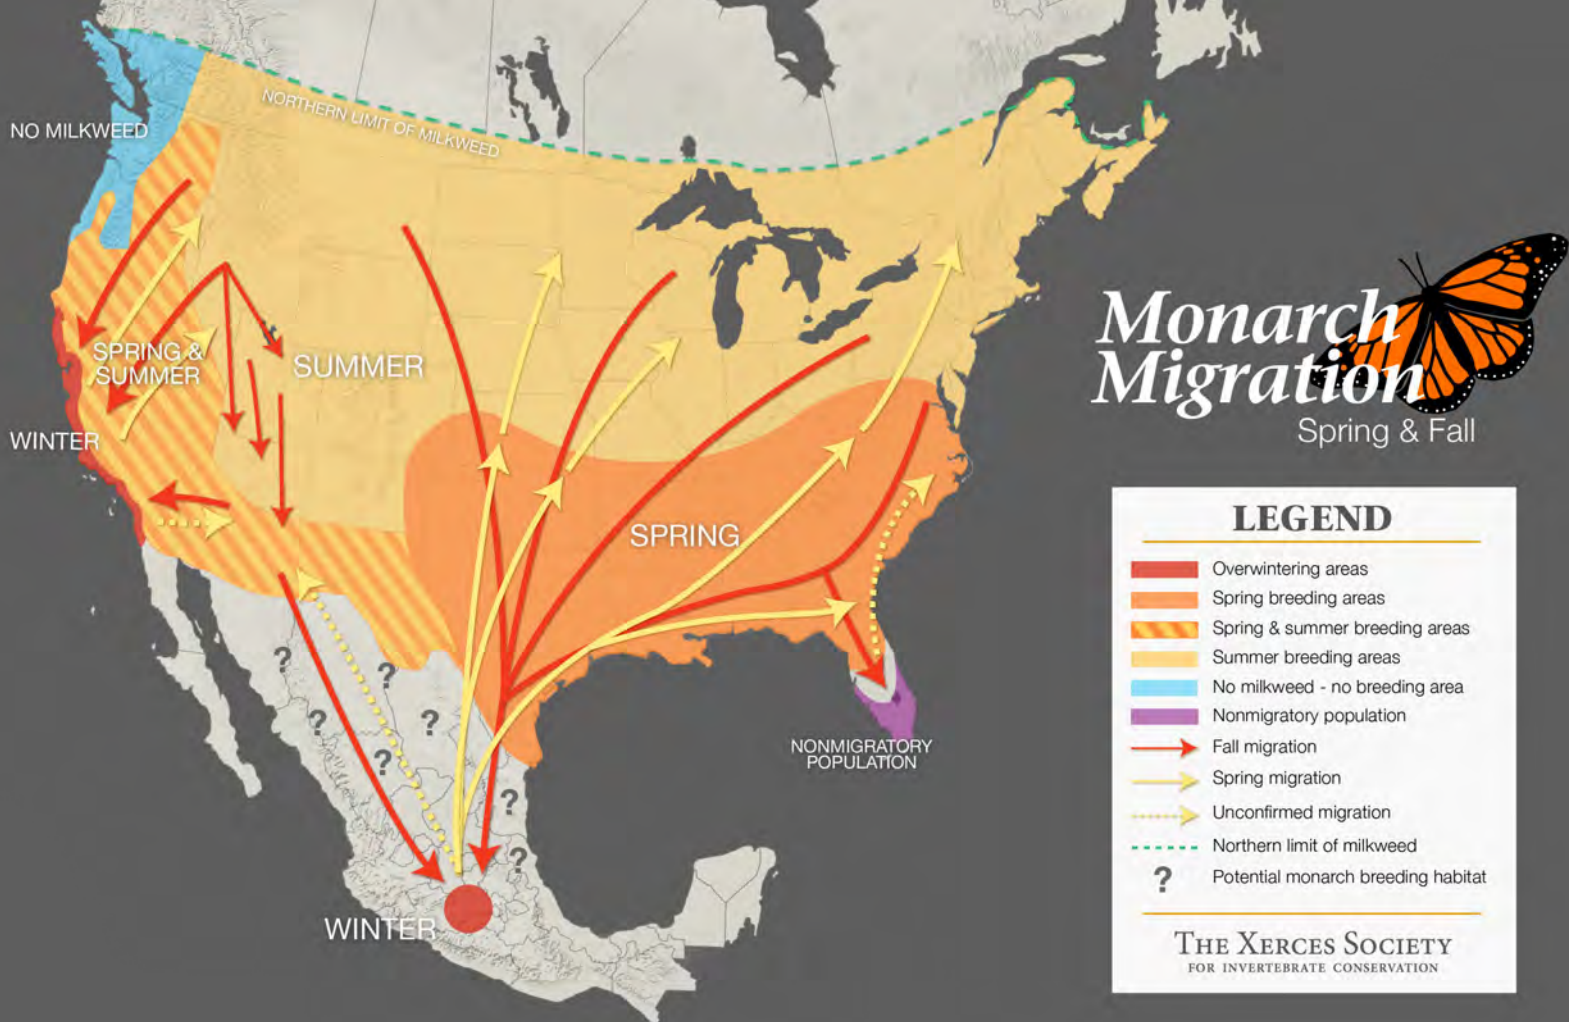 NO MILKWEED
NORTHERN LIMIT OF MILKWEED
SPRING &
SUMMER
SUMMER
WINTER
SPRING
?
?
?
?
?
?
?
NONMIGRATORY
POPULATION
WINTER
Monarch
Migration
Spring & Fall
LEGEND
Overwintering areas
Spring breeding areas
Spring & summer breeding areas
Summer breeding areas
No milkweed - no breeding area
Nonmigratory population
Fall migration
Spring migration
Unconfirmed migration
Northern limit of milkweed
? Potential monarch breeding habitat
THE XERCES SOCIETY
FOR INVERTEBRATE CONSERVATION